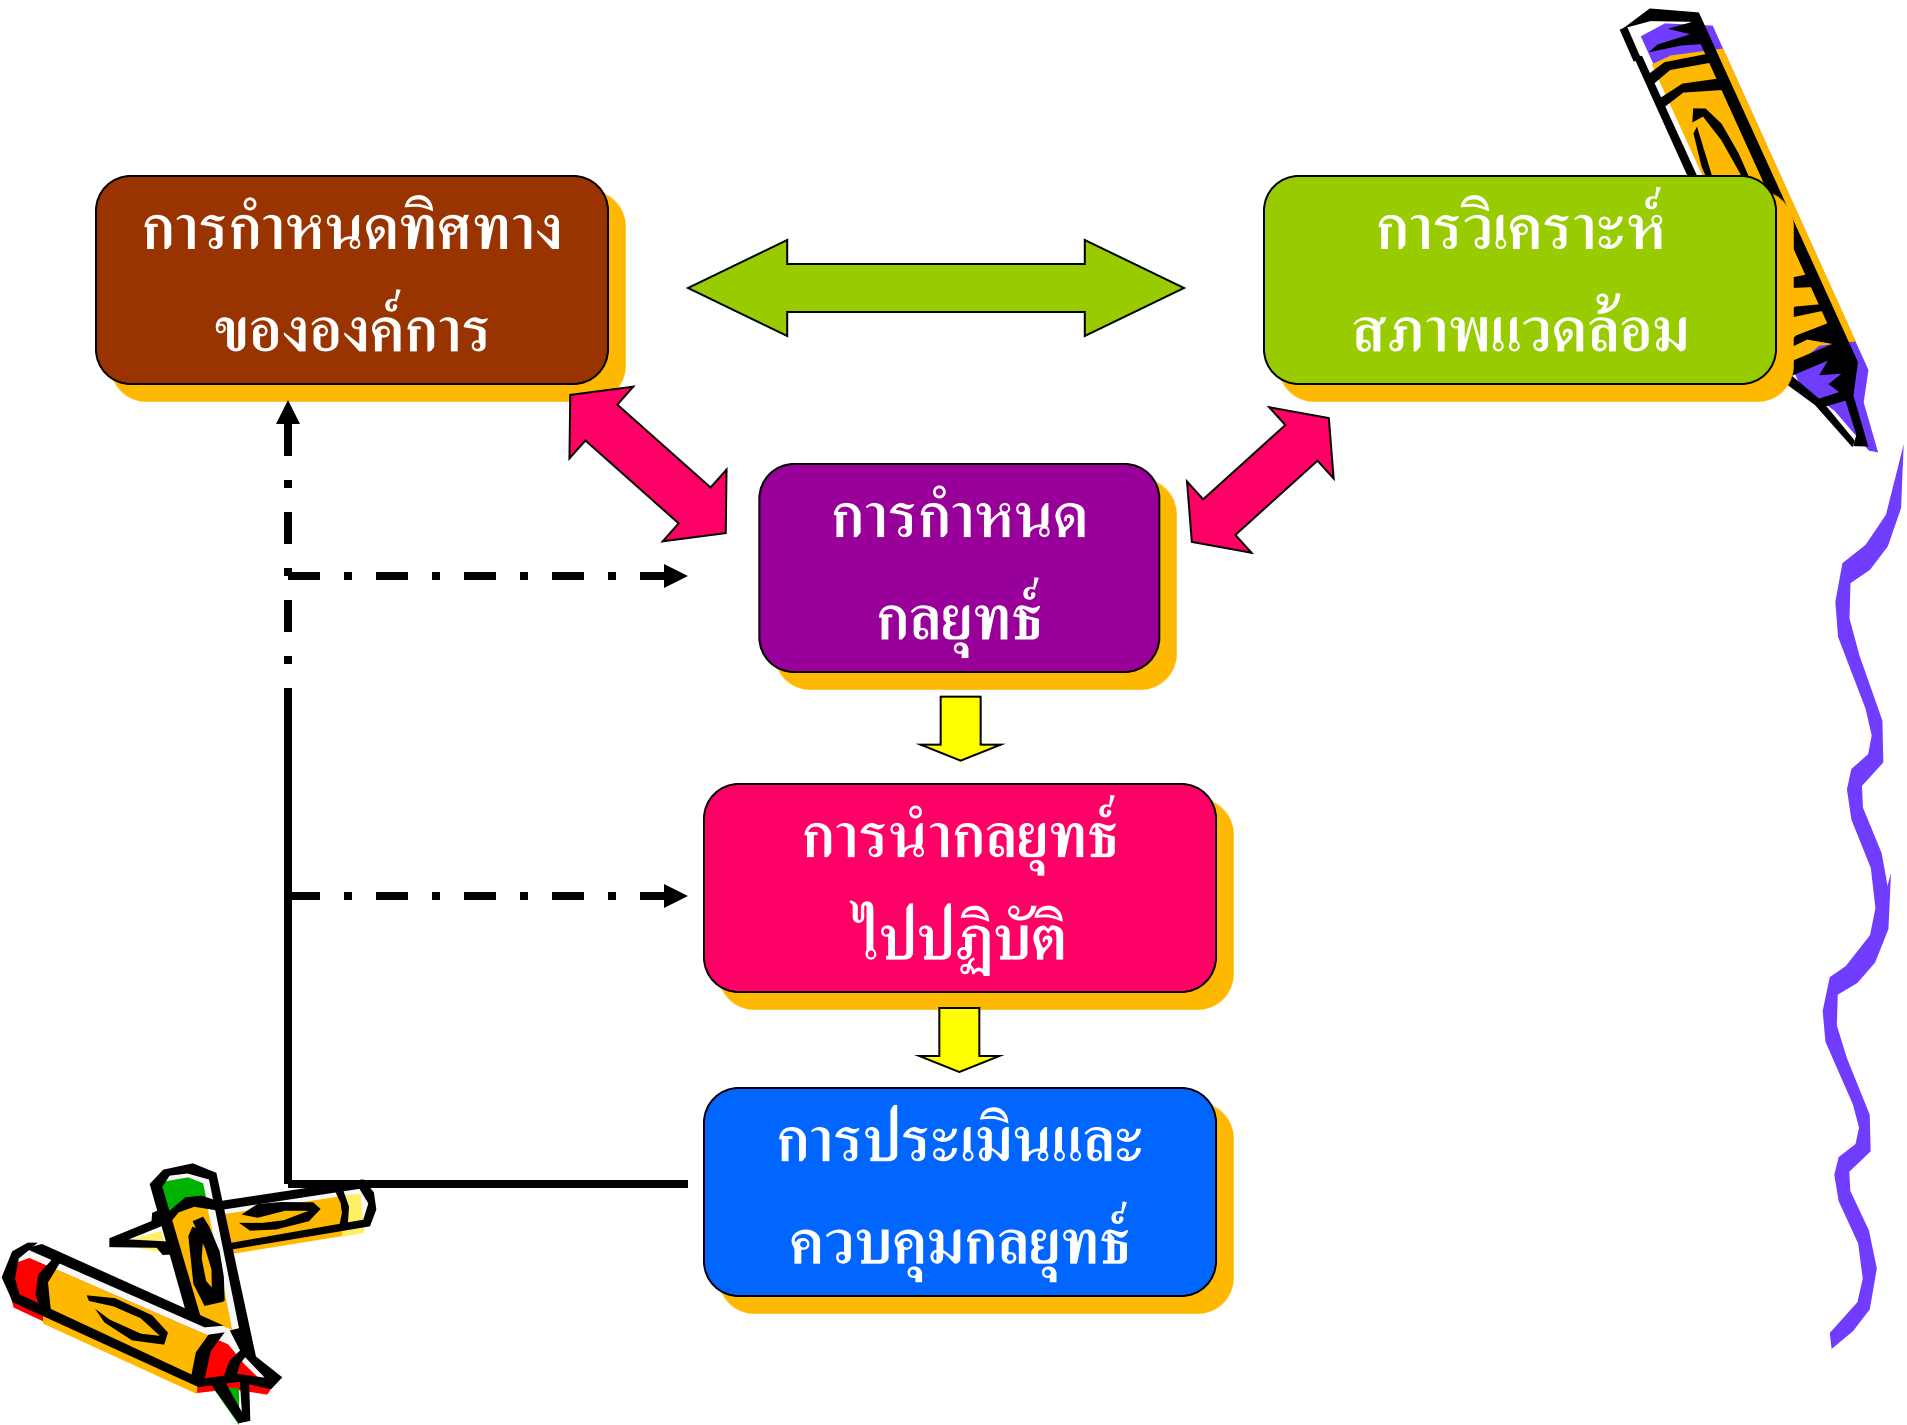 การกำหนดทิศทาง
ขององค์การ
การวิเคราะห์
สภาพแวดล้อม
การกำหนด
กลยุทธ์
การนำกลยุทธ์
ไปปฏิบัติ
การประเมินและ
ควบคุมกลยุทธ์